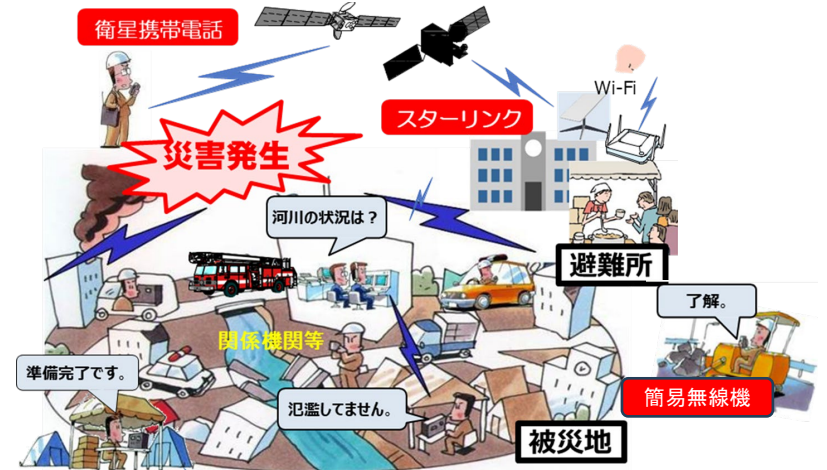 衛星携帯電話
Wi-Fi
スターリンク
災害発生
河川の状況は？
避難所
了解。
関係機関等
準備完了です。
簡易無線機
氾濫してません。
被災地